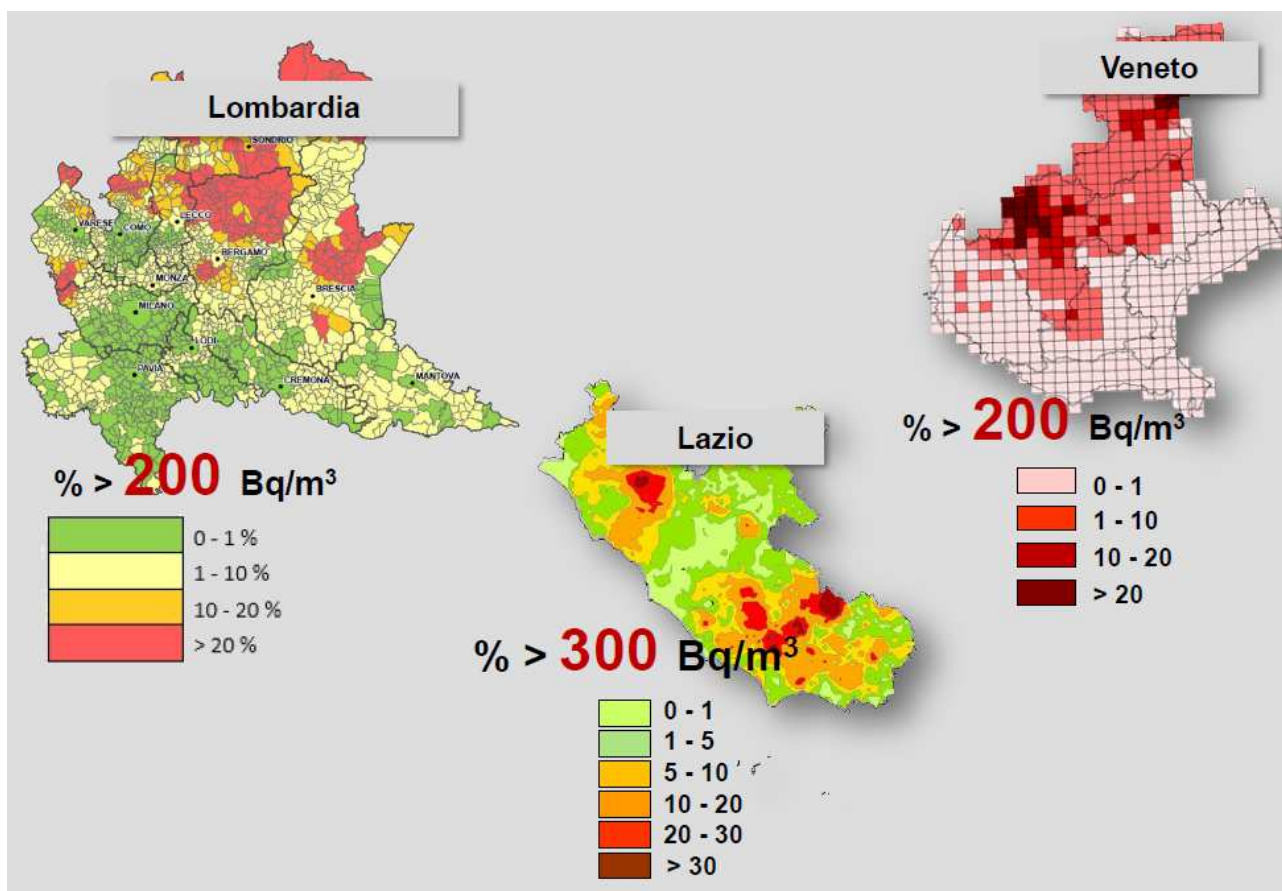 Lombardia
SONDRIO
LECCO
VARESE
COMO
BERGAMO
MONZA
BRESCIA
MILANO
LODI
PAVIA
CREMONA
MANTOVA
% > 200 Bq/m³
0 - 1 %
1 - 10 %
10 - 20 %
> 20 %
Lazio
% > 300 Bq/m³
0 - 1
1 - 5
5 - 10
10 - 20
20 - 30
> 30
Veneto
% > 200 Bq/m³
0 - 1
1 - 10
10 - 20
> 20